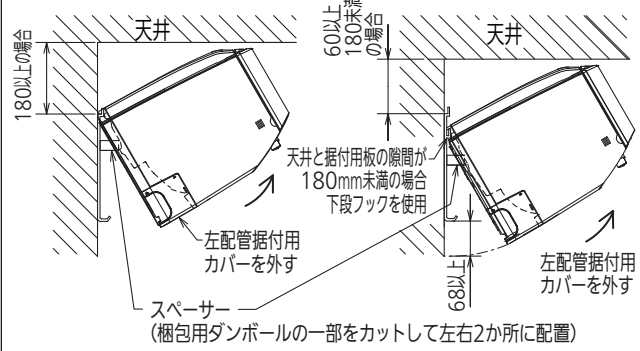 180以上の場合
天井
60以上
180未満
の場合
天井
天井と据付用板の隙間が
180mm未満の場合
下段フックを使用
左配管据付用
カバーを外す
68以上
左配管据付用
カバーを外す
スペーサー
(梱包用ダンボールの一部をカットして左右2か所に配置)